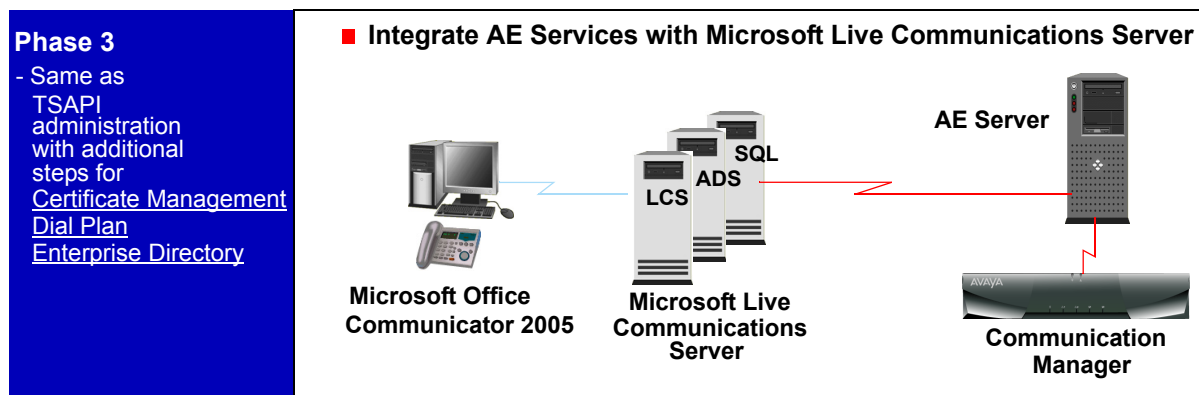 Phase 3
- Same as
TSAPI
administration
with additional
steps for
Certificate Management
Dial Plan
Enterprise Directory
Integrate AE Services with Microsoft Live Communications Server
AE Server
SQL
ADS
LCS
AVAYA
Microsoft Office
Communicator 2005
Microsoft Live
Communications
Server
Communication
Manager